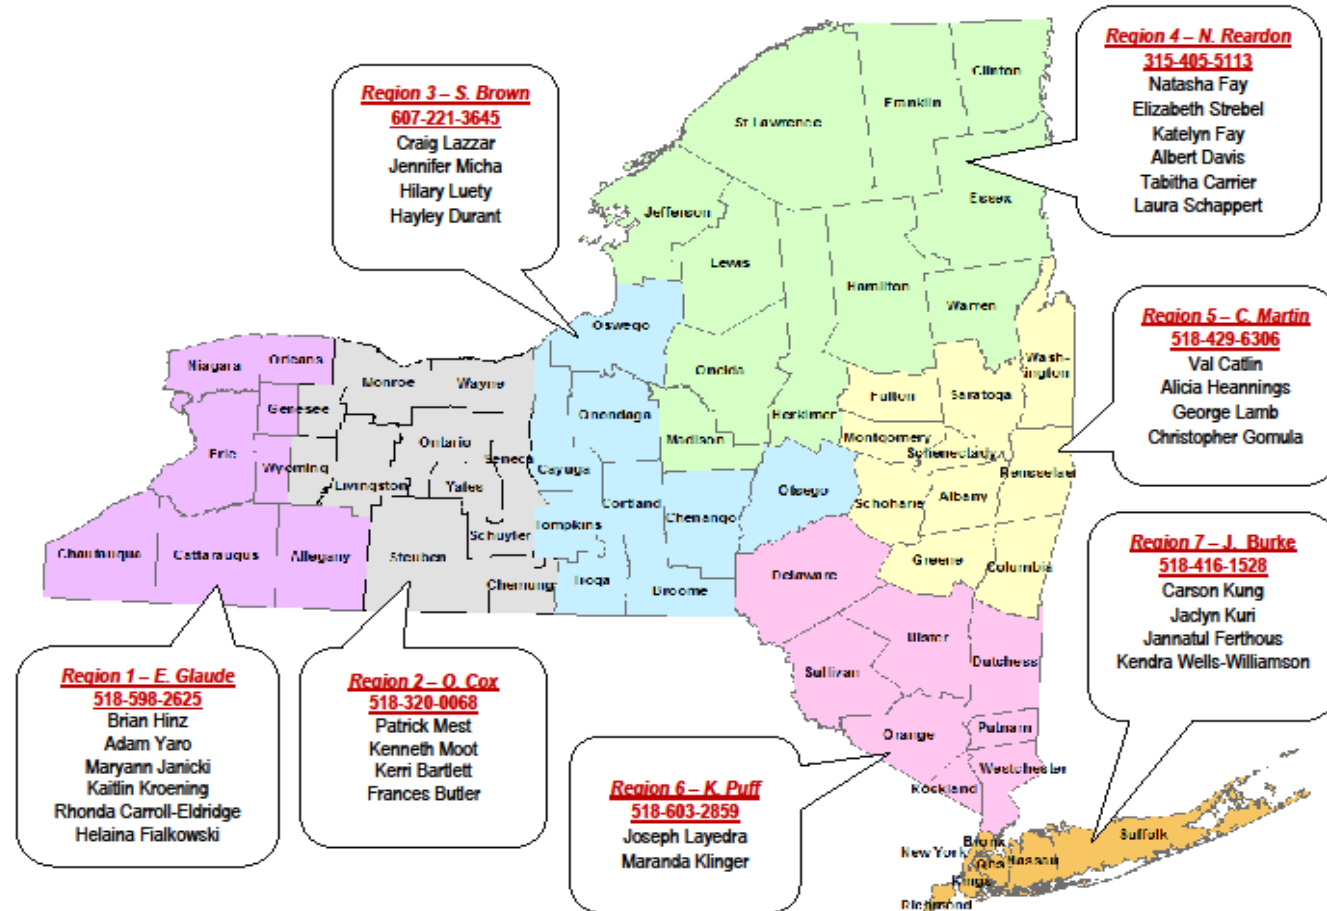 Region 4 – N. Reardon
315-405-5113
Natasha Fay
Elizabeth Strebel
Katelyn Fay
Albert Davis
Tabitha Carrier
Laura Schappert
Region 3 – S. Brown
607-221-3645
Craig Lazzar
Jennifer Micha
Hilary Luety
Hayley Durant
Region 5 – C. Martin
518-429-6306
Val Catlin
Alicia Heannings
George Lamb
Christopher Gomula
Region 7 – J. Burke
518-416-1528
Carson Kung
Jaclyn Kuri
Jannatul Ferthous
Kendra Wells-Williamson
Region 1 – E. Glaude
518-598-2625
Brian Hinz
Adam Yaro
Maryann Janicki
Kaitlin Kroening
Rhonda Carroll-Eldridge
Helaina Fialkowski
Region 2 – O. Cox
518-320-0068
Patrick Mest
Kenneth Moot
Kerri Bartlett
Frances Butler
Region 6 – K. Puff
518-603-2859
Joseph Layedra
Maranda Klinger
Clinton
Franklin
St Lawrence
Essex
Jefferson
Lewis
Hamilton
Warren
Oswego
Wash-
ington
Niagara
Orleans
Monroe
Wayne
Oneida
Saratoga
Fulton
Genesee
Onondaga
Herkimer
Madison
Montgomery
Ontario
Schenectady
Erie
Wyoming
Seneca
Cayuga
Rensselaer
Livingston
Yates
Otsego
Schoharie
Albany
Cortland
Chenango
Tompkins
Schuyler
Chautauqua
Cattaraugus
Allegany
Steuben
Greene
Columbia
Delaware
Chemung
Tioga
Broome
Ulster
Dutchess
Sullivan
Orange
Putnam
Westchester
Rockland
Suffolk
Bronx
New York
Nassau
Qns
Kings
Richmond